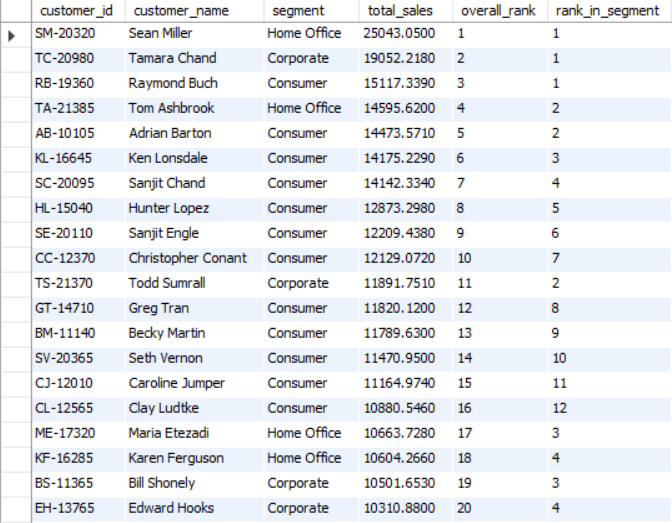 customer_id customer_name segment total_sales overall_rank rank_in_segment
SM-20320 Sean Miller Home Office 25043.0500 1 1
TC-20980 Tamara Chand Corporate 19052.2180 2 1
RB-19360 Raymond Buch Consumer 15117.3390 3 1
TA-21385 Tom Ashbrook Home Office 14595.6200 4 2
AB-10105 Adrian Barton Consumer 14473.5710 5 2
KL-16645 Ken Lonsdale Consumer 14175.2290 6 3
SC-20095 Sanjit Chand Consumer 14142.3340 7 4
HL-15040 Hunter Lopez Consumer 12873.2980 8 5
SE-20110 Sanjit Engle Consumer 12209.4380 9 6
CC-12370 Christopher Conant Consumer 12129.0720 10 7
TS-21370 Todd Sumrall Corporate 11891.7510 11 2
GT-14710 Greg Tran Consumer 11820.1200 12 8
BM-11140 Becky Martin Consumer 11789.6300 13 9
SV-20365 Seth Vernon Consumer 11470.9500 14 10
CJ-12010 Caroline Jumper Consumer 11164.9740 15 11
CL-12565 Clay Ludtke Consumer 10880.5460 16 12
ME-17320 Maria Etezadi Home Office 10663.7280 17 3
KF-16285 Karen Ferguson Home Office 10604.2660 18 4
BS-11365 Bill Shonely Corporate 10501.6530 19 3
EH-13765 Edward Hooks Corporate 10310.8800 20 4